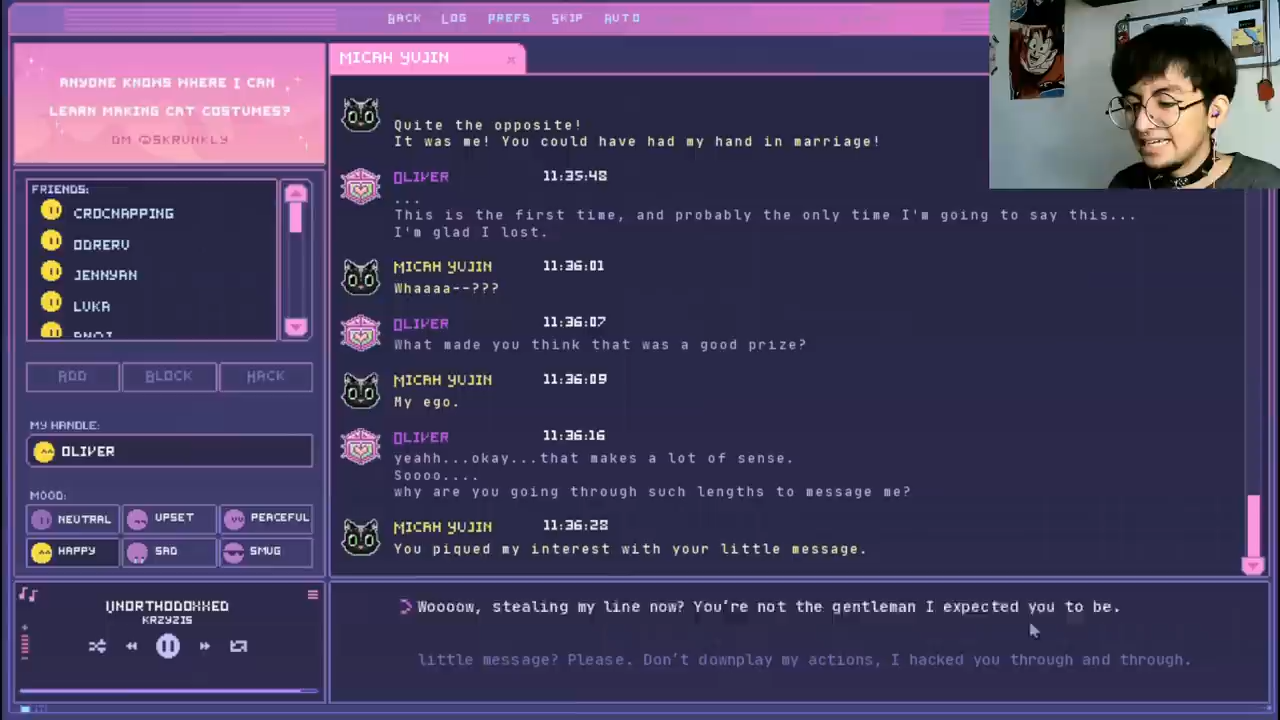 BACK LOG PREFS SKIP AUTO
ANYONE KNOWS WHERE I CAN
LEARN MAKING CAT COSTUMES?
DM @SKRUNKLY
FRIENDS:
CROCNAPPING
ODRERU
JENNYAN
LUKA
ADD BLOCK HACK
MY HANDLE:
OLIVER
MOOD:
NEUTRAL UPSET PEACEFUL
HAPPY SAD SMUG
UNORTHODOXXED
KRZYZIS
MICAH YUJIN x
Quite the opposite!
It was me! You could have had my hand in marriage!
OLIVER 11:35:48
...
This is the first time, and probably the only time I'm going to say this...
I'm glad I lost.
MICAH YUJIN 11:36:01
Whaaaa--???
OLIVER 11:36:07
What made you think that was a good prize?
MICAH YUJIN 11:36:09
My ego.
OLIVER 11:36:16
yeahh...okay...that makes a lot of sense.
Soooo....
why are you going through such lengths to message me?
MICAH YUJIN 11:36:28
You piqued my interest with your little message.
Woooow, stealing my line now? You're not the gentleman I expected you to be.
little message? Please. Don't downplay my actions, I hacked you through and through.